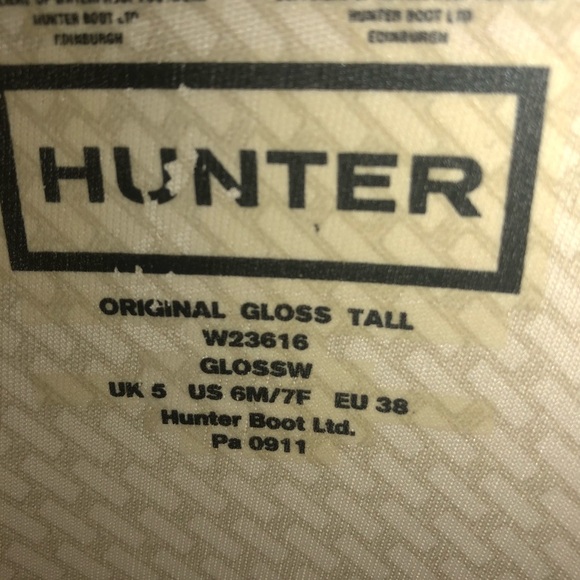 HUNTER BOOT LTD HUNTER BOOT LTD
EDINBURGH EDINBURGH
HUNTER
ORIGINAL GLOSS TALL
W23616
GLOSSW
UK 5 US 6M/7F EU 38
Hunter Boot Ltd.
Pa 0911